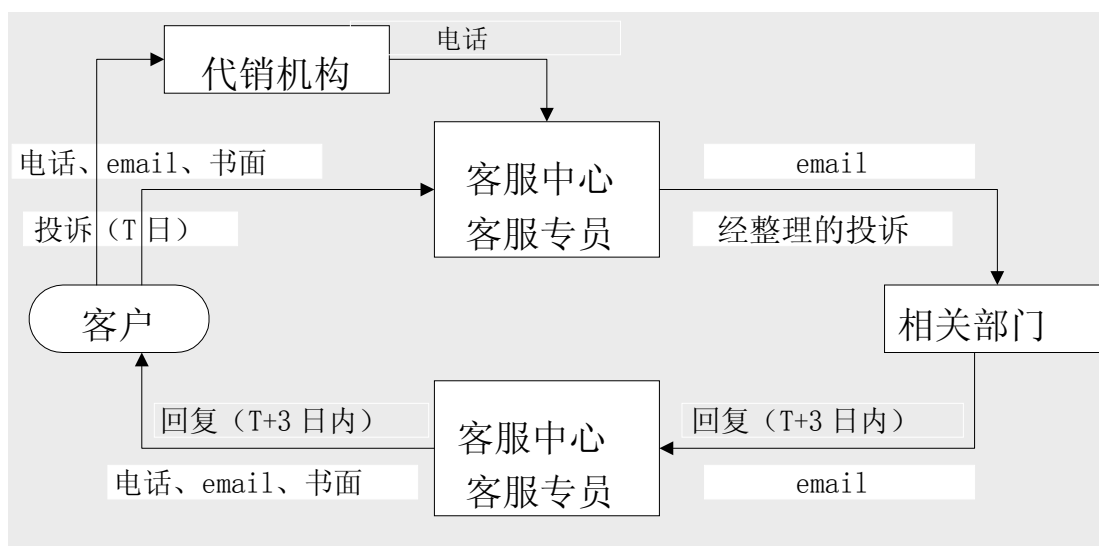 电话
代销机构
电话、email、书面
客服中心
客服专员
email
投诉（T日）
经整理的投诉
客户
相关部门
回复（T+3 日内）
客服中心
客服专员
回复（T+3 日内）
电话、email、书面
email